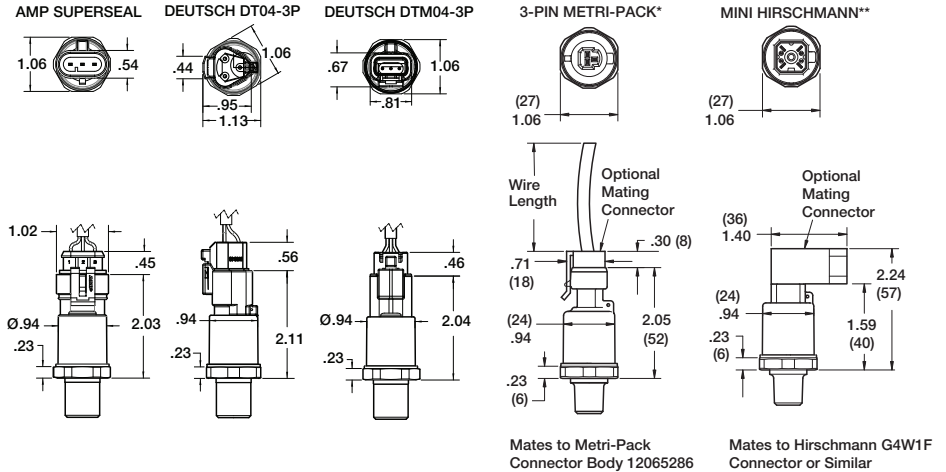 AMP SUPERSEAL
DEUTSCH DT04-3P
DEUTSCH DTM04-3P
3-PIN METRI-PACK*
MINI HIRSCHMANN**
1.06
.54
.44
1.06
.95
1.13
.67
1.06
.81
(27)
1.06
(27)
1.06
1.02
.45
Ø.94
2.03
.23
.56
.94
2.11
.23
.46
Ø.94
2.04
.23
Wire
Length
Optional
Mating
Connector
.30 (8)
.71
(18)
(24)
.94
2.05
(52)
.23
(6)
Optional
Mating
Connector
(36)
1.40
2.24
(57)
(24)
.94
1.59
(40)
.23
(6)
Mates to Metri-Pack
Connector Body 12065286
Mates to Hirschmann G4W1F
Connector or Similar